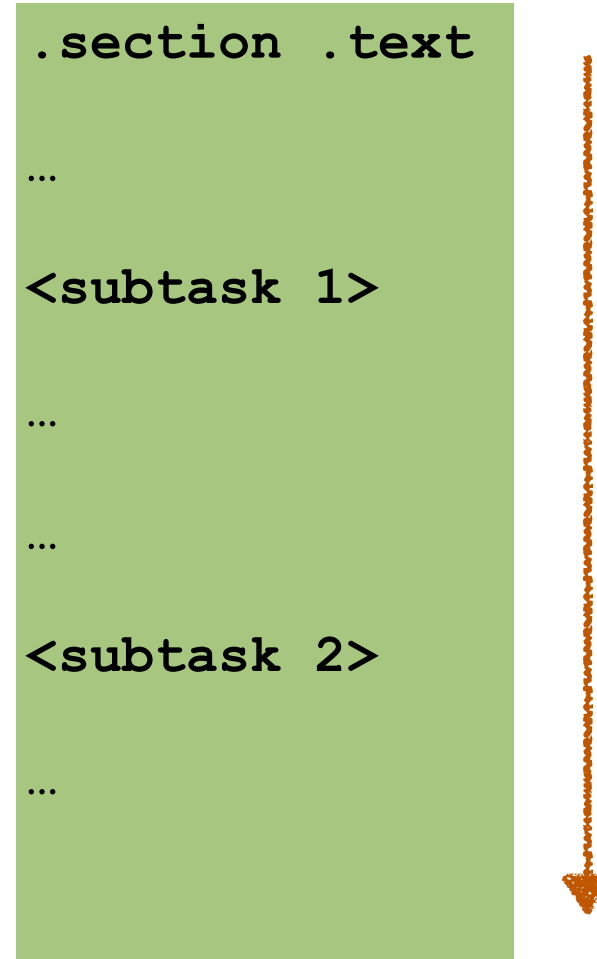 .section .text
…
<subtask 1>
…
…
<subtask 2>
…